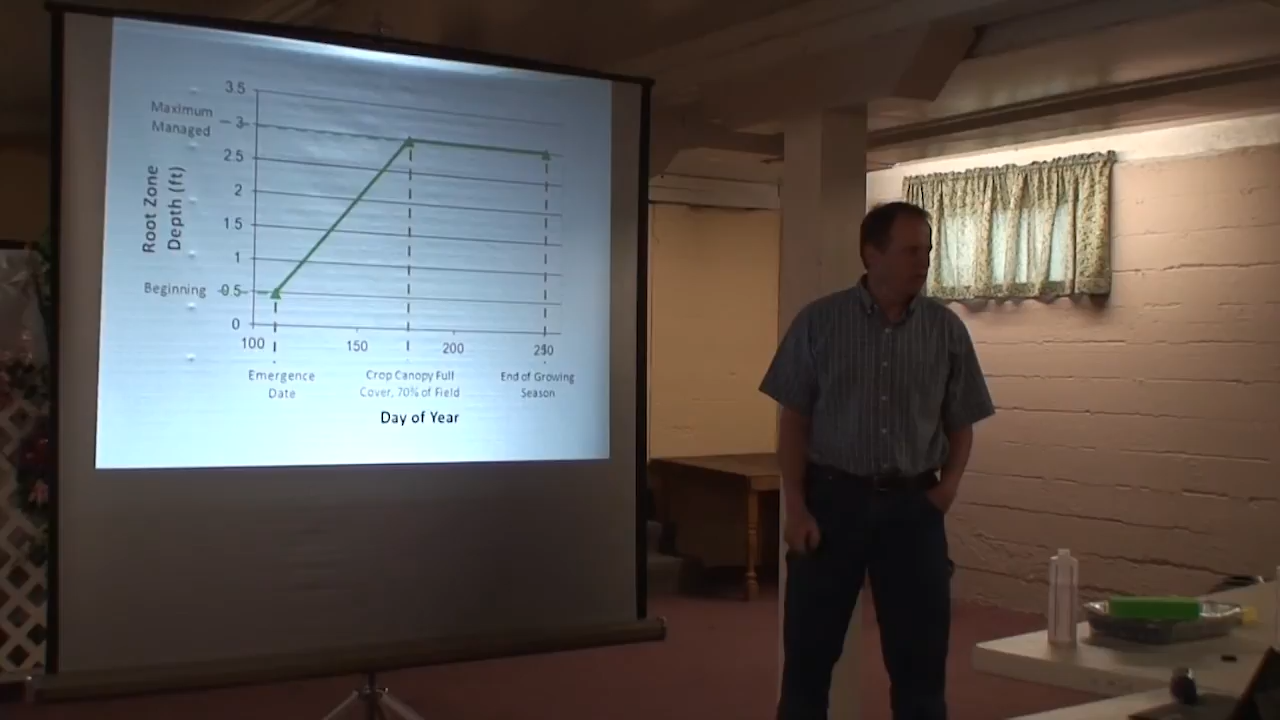 3.5
Maximum
Managed
3
2.5
2
1.5
1
Beginning
0.5
0
Root Zone
Depth (ft)
100
150
200
250
Emergence
Date
Crop Canopy Full
Cover, 70% of Field
End of Growing
Season
Day of Year